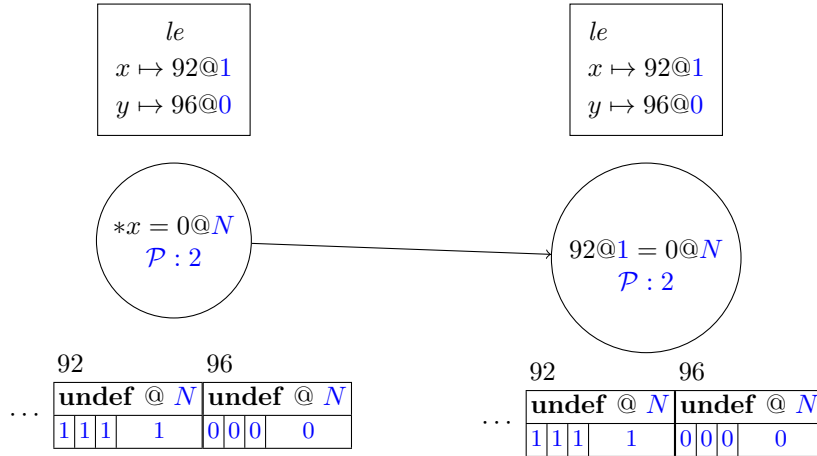 le
x ↦ 92@1
y ↦ 96@0
le
x ↦ 92@1
y ↦ 96@0
∗x = 0@N
𝒫 : 2
92@1 = 0@N
𝒫 : 2
92 96
undef @ N undef @ N
...
1 1 1 1 0 0 0 0
92 96
undef @ N undef @ N
...
1 1 1 1 0 0 0 0